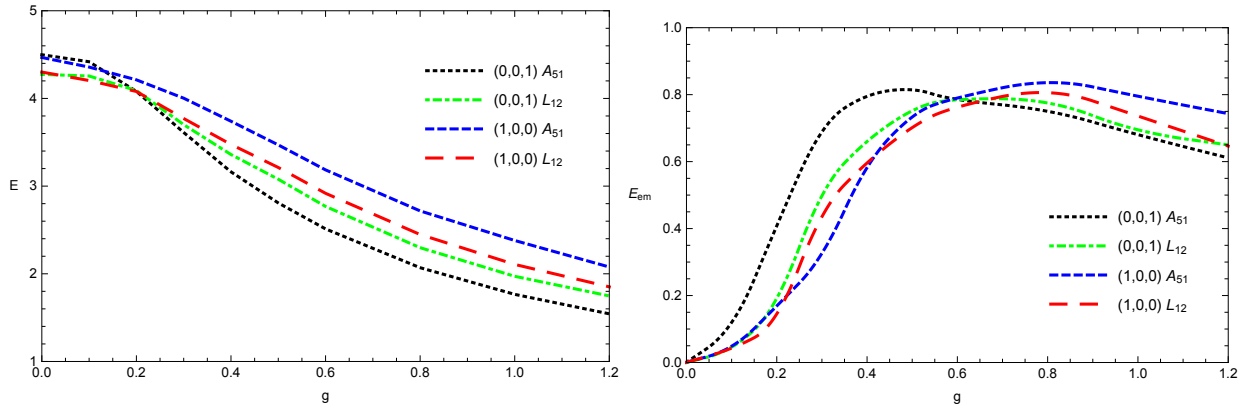 5
4
3
2
1
E
0.0 0.2 0.4 0.6 0.8 1.0 1.2
g
(0,0,1) A51
(0,0,1) L12
(1,0,0) A51
(1,0,0) L12
1.0
0.8
0.6
0.4
0.2
0.0
Eem
0.0 0.2 0.4 0.6 0.8 1.0 1.2
g
(0,0,1) A51
(0,0,1) L12
(1,0,0) A51
(1,0,0) L12